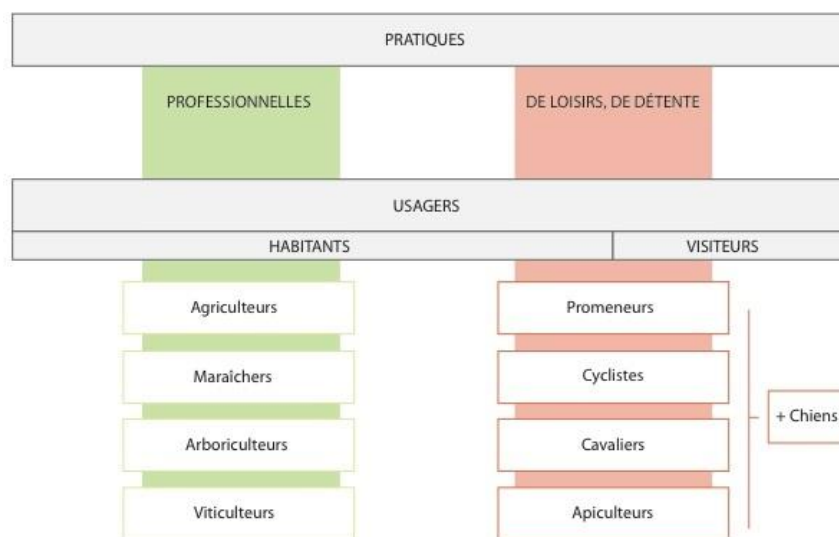 PRATIQUES
PROFESSIONNELLES
DE LOISIRS, DE DÉTENTE
USAGERS
HABITANTS
VISITEURS
Agriculteurs
Promeneurs
Maraîchers
Cyclistes
+ Chiens
Arboriculteurs
Cavaliers
Viticulteurs
Apiculteurs